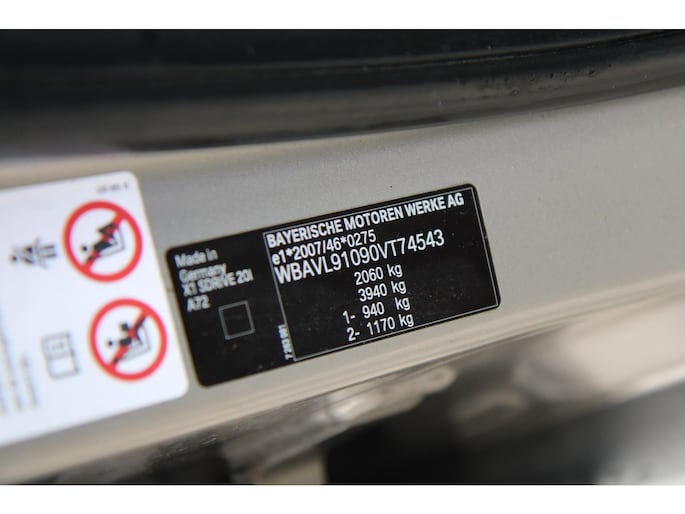 Made in
Germany
X1 SDRIVE 20I
A72
BAYERISCHE MOTOREN WERKE AG
e1*2007/46*0275
WBAVL91090VT74543
2060 kg
3940 kg
1- 940 kg
2- 1170 kg